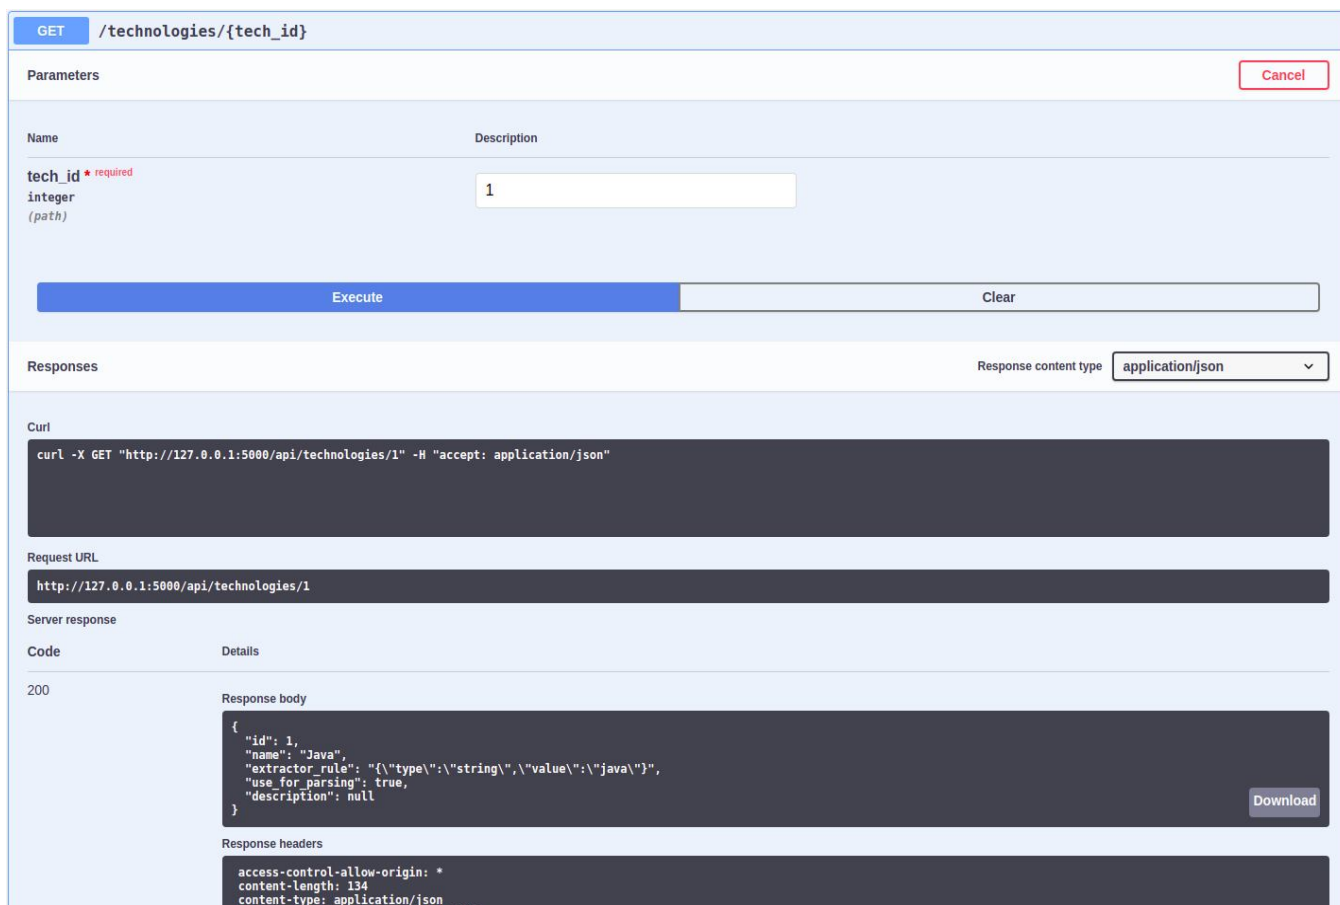 GET /technologies/{tech_id}
Parameters Cancel
Name Description
tech_id * required
integer
(path)
1
Execute Clear
Responses Response content type application/json
Curl
curl -X GET "http://127.0.0.1:5000/api/technologies/1" -H "accept: application/json"
Request URL
http://127.0.0.1:5000/api/technologies/1
Server response
Code Details
200
Response body
{
"id": 1,
"name": "Java",
"extractor_rule": "{\"type\":\"string\",\"value\":\"java\"}",
"use_for_parsing": true,
"description": null
}
Download
Response headers
access-control-allow-origin: *
content-length: 134
content-type: application/json